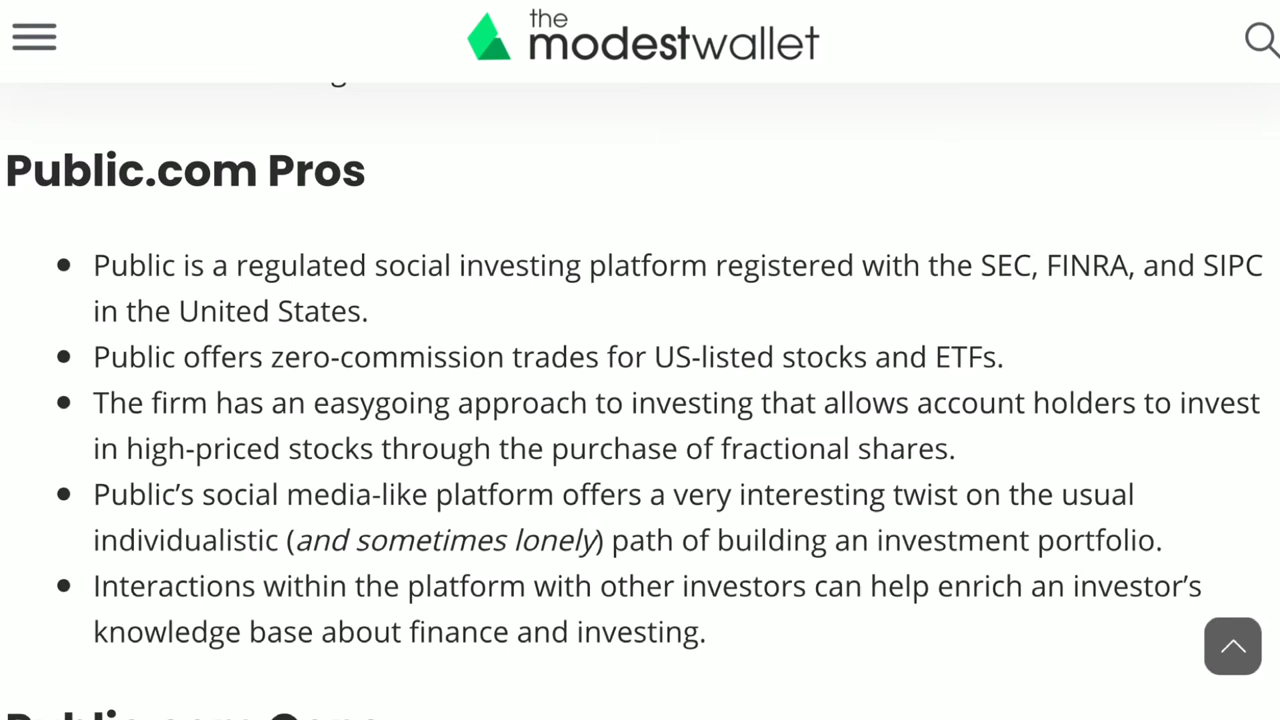 the
modestwallet
Public.com Pros
• Public is a regulated social investing platform registered with the SEC, FINRA, and SIPC
in the United States.
• Public offers zero-commission trades for US-listed stocks and ETFs.
• The firm has an easygoing approach to investing that allows account holders to invest
in high-priced stocks through the purchase of fractional shares.
• Public’s social media-like platform offers a very interesting twist on the usual
individualistic (and sometimes lonely) path of building an investment portfolio.
• Interactions within the platform with other investors can help enrich an investor’s
knowledge base about finance and investing.
Public.com Cons